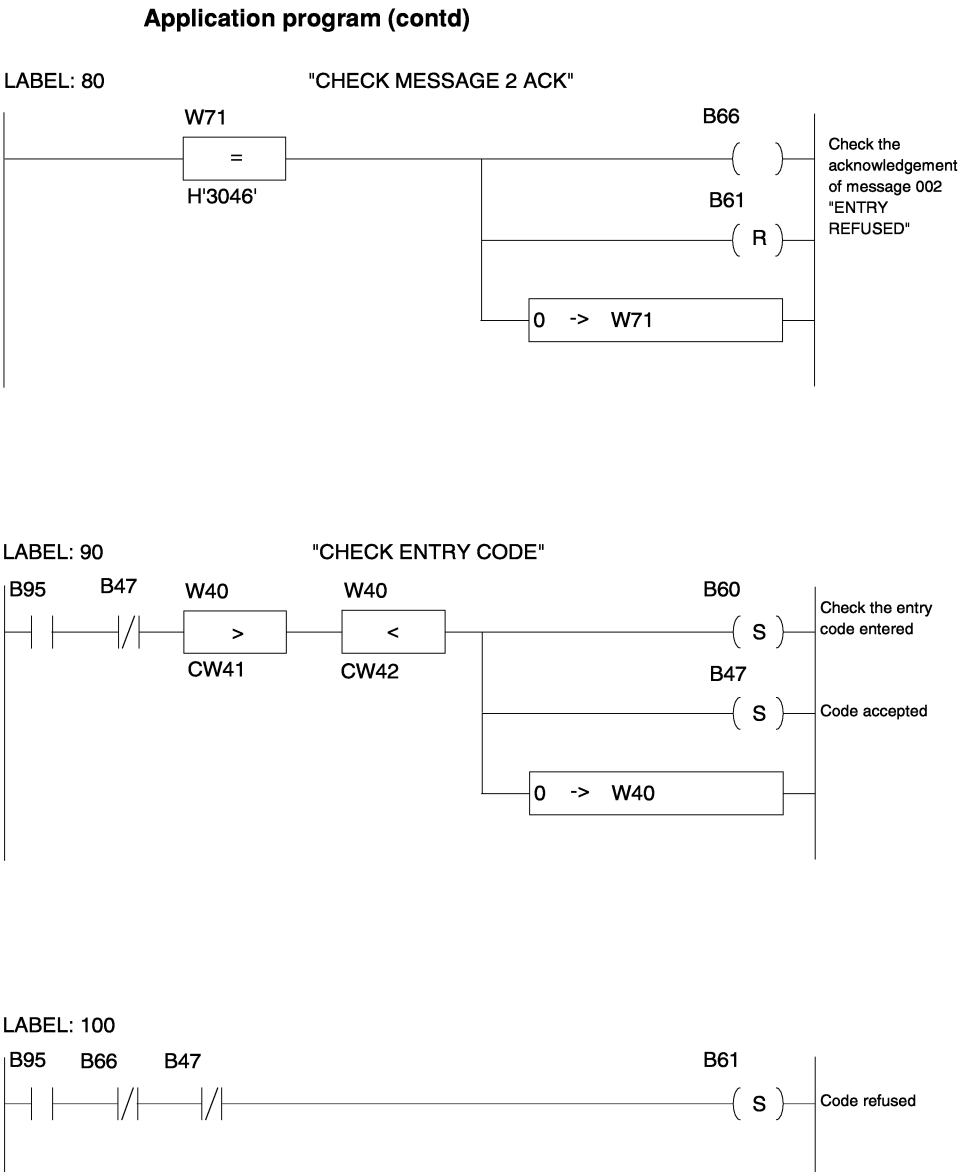 Application program (contd)
LABEL: 80 "CHECK MESSAGE 2 ACK"
W71 B66
=
H'3046'
Check the
acknowledgement
of message 002
"ENTRY
REFUSED"
B61
R
0 -> W71
LABEL: 90 "CHECK ENTRY CODE"
B95 B47 W40 W40 B60
> < S
CW41 CW42
Check the entry
code entered
B47
S Code accepted
0 -> W40
LABEL: 100
B95 B66 B47 B61
S Code refused